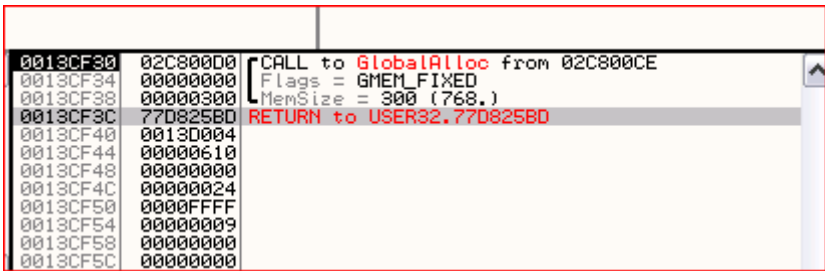 0013CF30 02C800D0 CALL to GlobalAlloc from 02C800CE
0013CF34 00000000 Flags = GMEM_FIXED
0013CF38 00000300 MemSize = 300 (768.)
0013CF3C 77D825BD RETURN to USER32.77D825BD
0013CF40 0013D004
0013CF44 00000610
0013CF48 00000000
0013CF4C 00000024
0013CF50 0000FFFF
0013CF54 00000009
0013CF58 00000000
0013CF5C 00000000